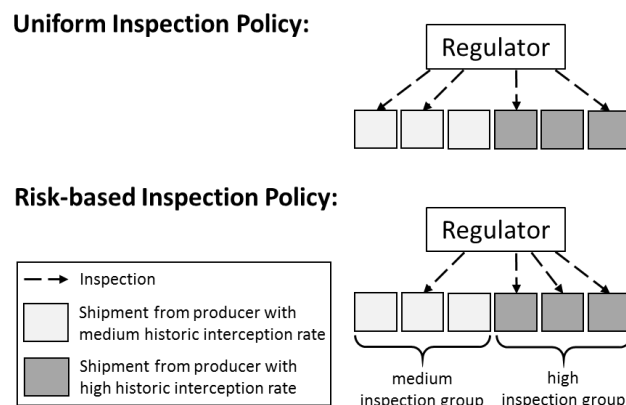 Uniform Inspection Policy:
Regulator
Risk-based Inspection Policy:
Regulator
Inspection
Shipment from producer with
medium historic interception rate
Shipment from producer with
high historic interception rate
medium
inspection group
high
inspection group